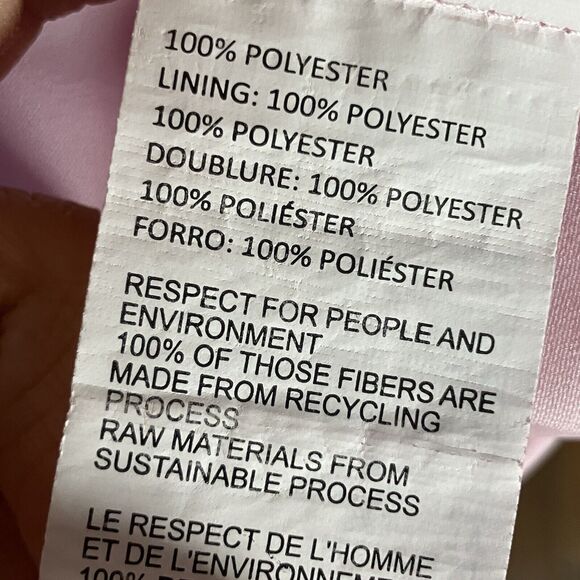 100% POLYESTER
LINING: 100% POLYESTER
100% POLYESTER
DOUBLURE: 100% POLYESTER
100% POLIÉSTER
FORRO: 100% POLIÉSTER
RESPECT FOR PEOPLE AND
ENVIRONMENT
100% OF THOSE FIBERS ARE
MADE FROM RECYCLING
PROCESS
RAW MATERIALS FROM
SUSTAINABLE PROCESS
LE RESPECT DE L'HOMME
ET DE L'ENVIRONNEMENT
100%